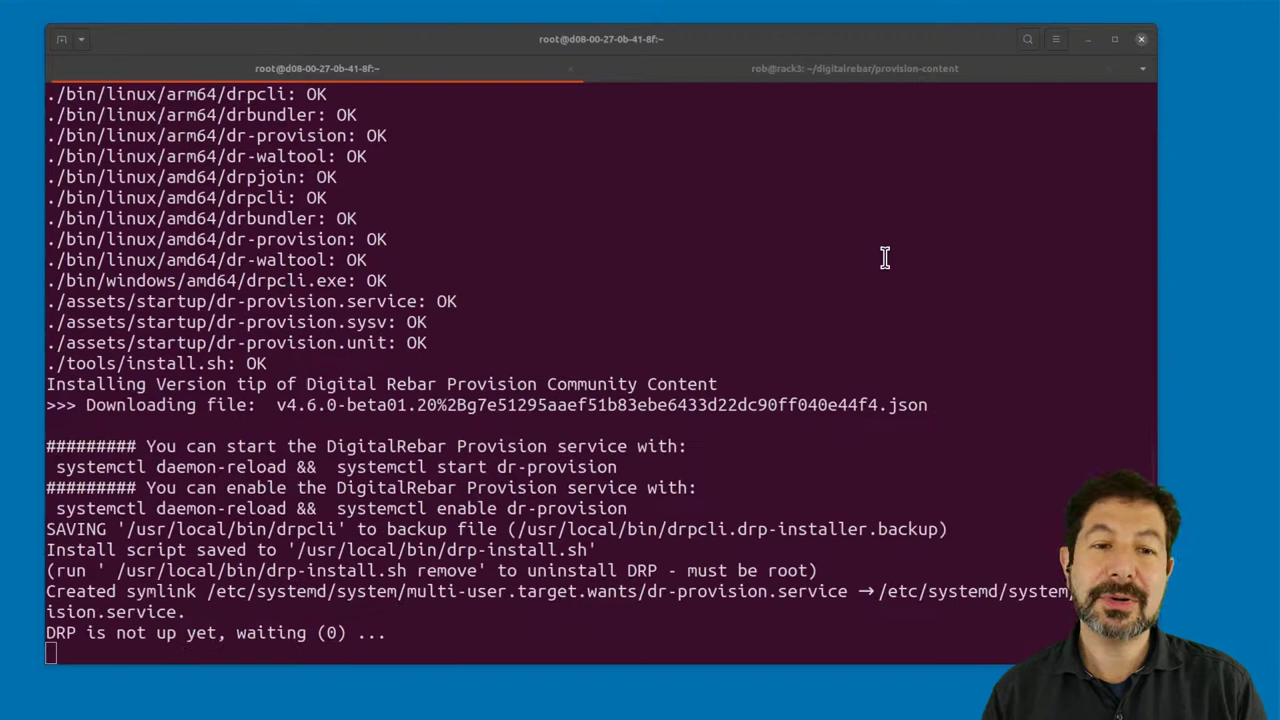 root@d08-00-27-0b-41-8f:~
root@d08-00-27-0b-41-8f:~
rob@rack3: ~/digitalrebar/provision-content
./bin/linux/arm64/drpcli: OK
./bin/linux/arm64/drbundler: OK
./bin/linux/arm64/dr-provision: OK
./bin/linux/arm64/dr-waltool: OK
./bin/linux/amd64/drpjoin: OK
./bin/linux/amd64/drpcli: OK
./bin/linux/amd64/drbundler: OK
./bin/linux/amd64/dr-provision: OK
./bin/linux/amd64/dr-waltool: OK
./bin/windows/amd64/drpcli.exe: OK
./assets/startup/dr-provision.service: OK
./assets/startup/dr-provision.sysv: OK
./assets/startup/dr-provision.unit: OK
./tools/install.sh: OK
Installing Version tip of Digital Rebar Provision Community Content
>>> Downloading file:  v4.6.0-beta01.20%2Bg7e51295aaef51b83ebe6433d22dc90ff040e44f4.json
######### You can start the DigitalRebar Provision service with:
systemctl daemon-reload &&  systemctl start dr-provision
######### You can enable the DigitalRebar Provision service with:
systemctl daemon-reload &&  systemctl enable dr-provision
SAVING '/usr/local/bin/drpcli' to backup file (/usr/local/bin/drpcli.drp-installer.backup)
Install script saved to '/usr/local/bin/drp-install.sh'
(run ' /usr/local/bin/drp-install.sh remove' to uninstall DRP - must be root)
Created symlink /etc/systemd/system/multi-user.target.wants/dr-provision.service → /etc/systemd/system/
ision.service.
DRP is not up yet, waiting (0) ...